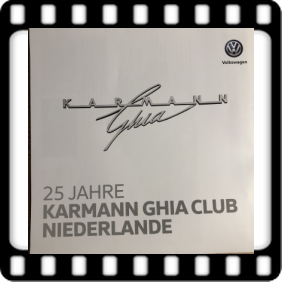 Volkswagen
KARMANN
Ghia
25 JAHRE
KARMANN GHIA CLUB
NIEDERLANDE